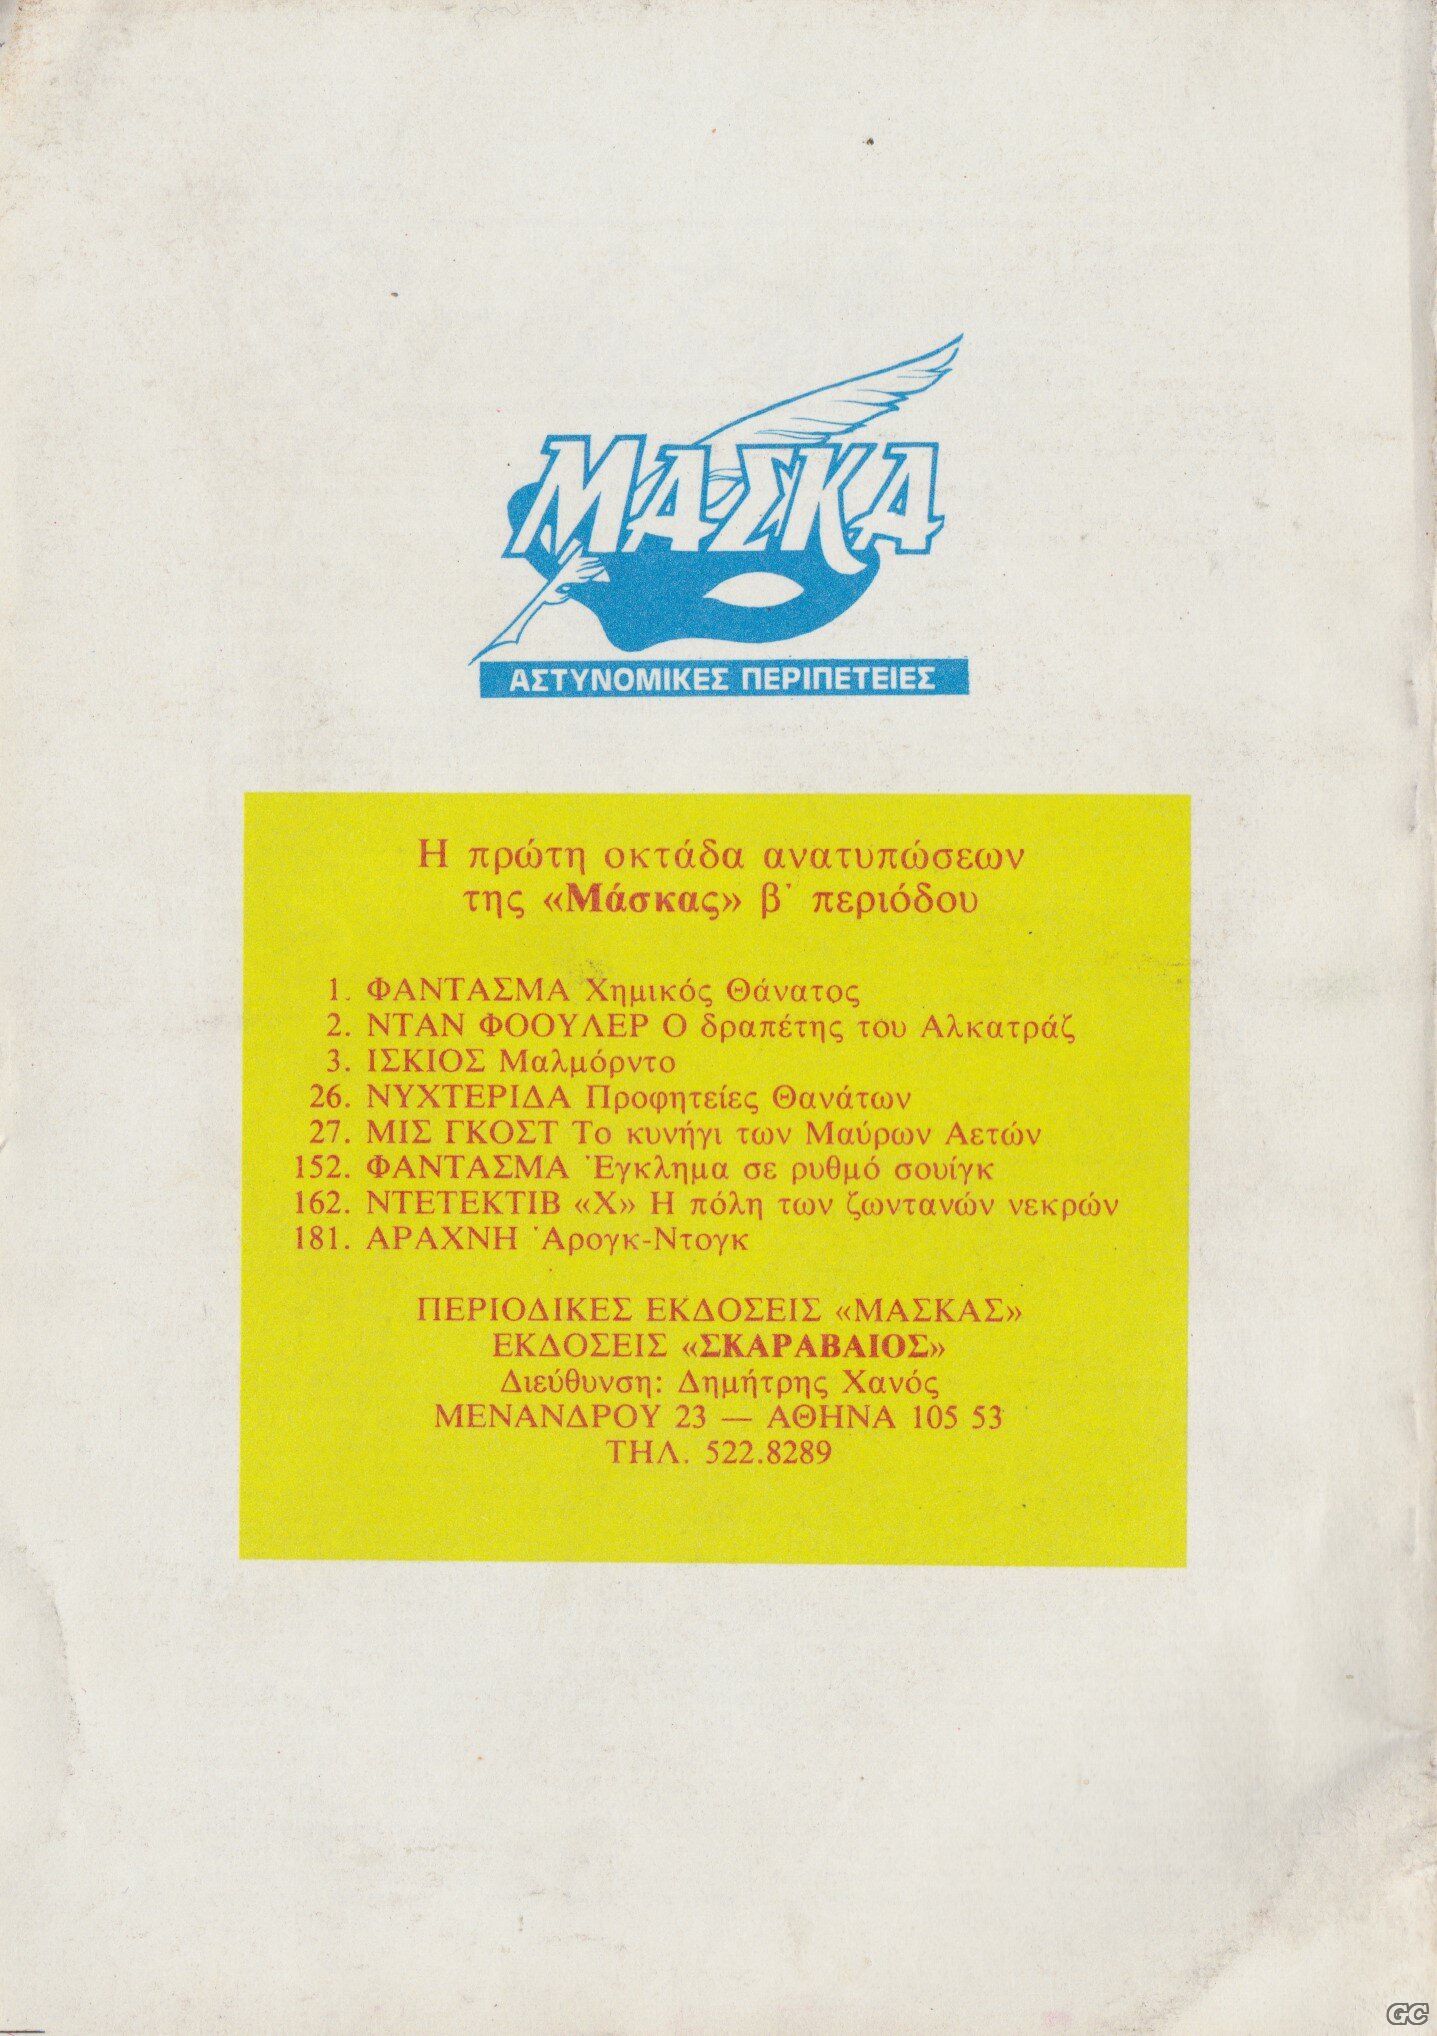 ΜΑΣΚΑ
ΑΣΤΥΝΟΜΙΚΕΣ ΠΕΡΙΠΕΤΕΙΕΣ
Η πρώτη οκτάδα ανατυπώσεων
της «Μάσκας» β΄ περιόδου
1. ΦΑΝΤΑΣΜΑ Χημικός Θάνατος
2. ΝΤΑΝ ΦΟΟΥΛΕΡ Ο δραπέτης του Αλκατράζ
3. ΙΣΚΙΟΣ Μαλμόρντο
26. ΝΥΧΤΕΡΙΔΑ Προφητείες Θανάτων
27. ΜΙΣ ΓΚΟΣΤ Το κυνήγι των Μαύρων Αετών
152. ΦΑΝΤΑΣΜΑ Έγκλημα σε ρυθμό σουίγκ
162. ΝΤΕΤΕΚΤΙΒ «Χ» Η πόλη των ζωντανών νεκρών
181. ΑΡΑΧΝΗ Άρογκ-Ντογκ
ΠΕΡΙΟΔΙΚΕΣ ΕΚΔΟΣΕΙΣ «ΜΑΣΚΑΣ»
ΕΚΔΟΣΕΙΣ «ΣΚΑΡΑΒΑΙΟΣ»
Διεύθυνση: Δημήτρης Χανός
ΜΕΝΑΝΔΡΟΥ 23 — ΑΘΗΝΑ 105 53
ΤΗΛ. 522.8289
GC